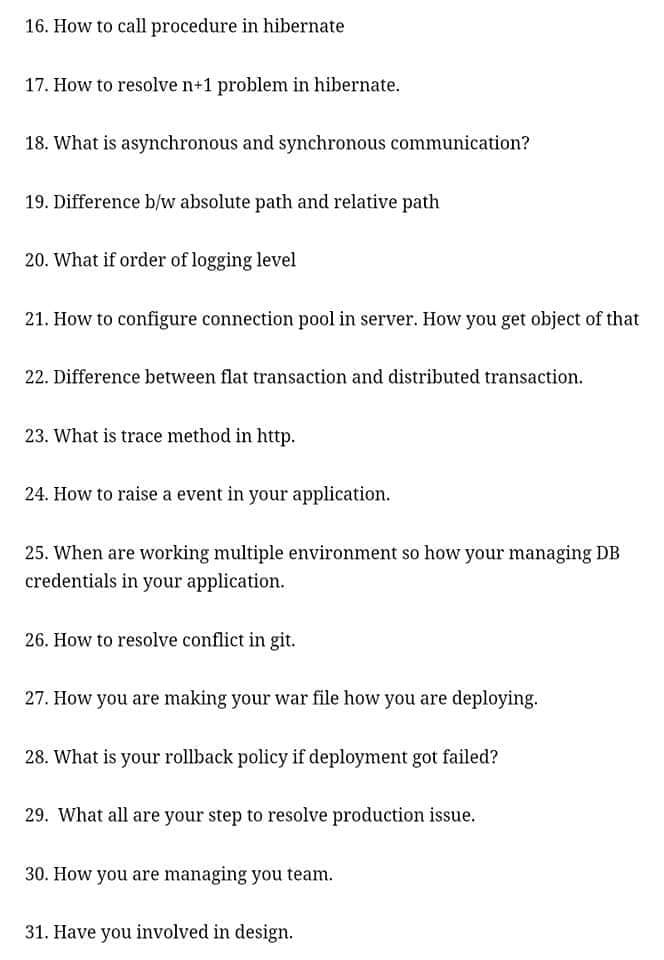 16. How to call procedure in hibernate
17. How to resolve n+1 problem in hibernate.
18. What is asynchronous and synchronous communication?
19. Difference b/w absolute path and relative path
20. What if order of logging level
21. How to configure connection pool in server. How you get object of that
22. Difference between flat transaction and distributed transaction.
23. What is trace method in http.
24. How to raise a event in your application.
25. When are working multiple environment so how your managing DB
credentials in your application.
26. How to resolve conflict in git.
27. How you are making your war file how you are deploying.
28. What is your rollback policy if deployment got failed?
29.  What all are your step to resolve production issue.
30. How you are managing you team.
31. Have you involved in design.